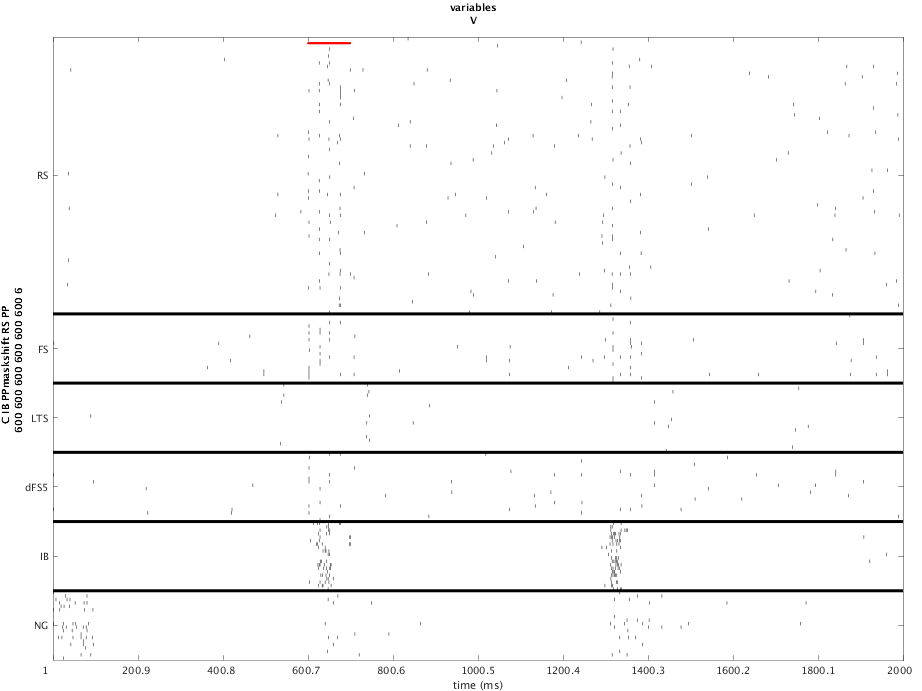 variables
V
RS
FS
LTS
dFS5
IB
NG
C IB PPmaskshift RS PP
600 600 600 600 600 600 6
1
200.9
400.8
600.7
800.6
1000.5
1200.4
1400.3
1600.2
1800.1
2000
time (ms)